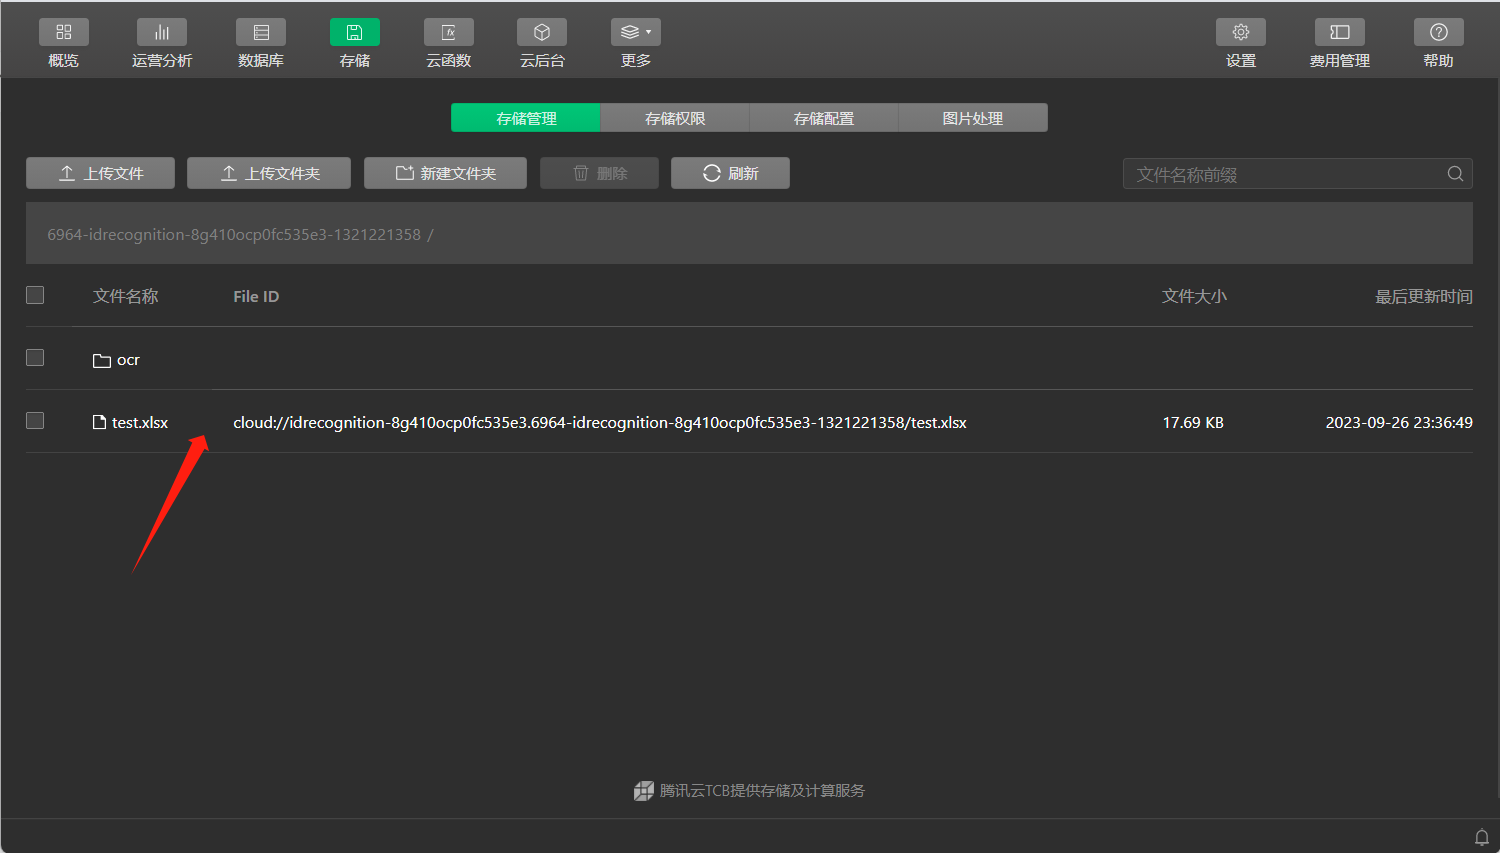 概览 运营分析 数据库 存储 云函数 云后台 更多 设置 费用管理 帮助
存储管理 存储权限 存储配置 图片处理
上传文件 上传文件夹 新建文件夹 删除 刷新 文件名称前缀
6964-idrecognition-8g410ocp0fc535e3-1321221358 /
文件名称 File ID 文件大小 最后更新时间
ocr
test.xlsx cloud://idrecognition-8g410ocp0fc535e3.6964-idrecognition-8g410ocp0fc535e3-1321221358/test.xlsx 17.69 KB 2023-09-26 23:36:49
腾讯云TCB提供存储及计算服务